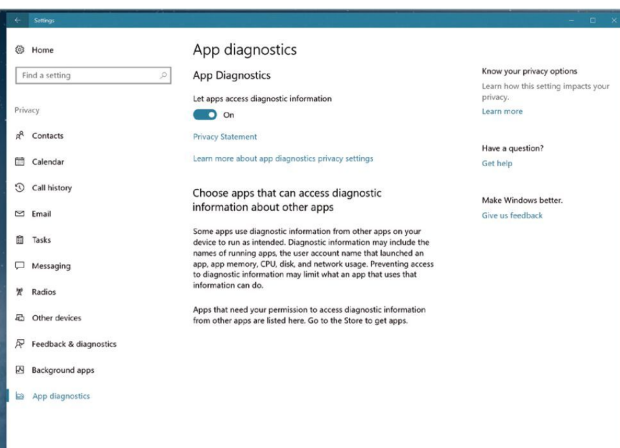 Settings
Home
Find a setting
Privacy
Contacts
Calendar
Call history
Email
Tasks
Messaging
Radios
Other devices
Feedback & diagnostics
Background apps
App diagnostics
App diagnostics
App Diagnostics
Let apps access diagnostic information
On
Privacy Statement
Learn more about app diagnostics privacy settings
Choose apps that can access diagnostic
information about other apps
Some apps use diagnostic information from other apps on your
device to run as intended. Diagnostic information may include the
names of running apps, the user account name that launched an
app, app memory, CPU, disk, and network usage. Preventing access
to diagnostic information may limit what an app that uses that
information can do.
Apps that need your permission to access diagnostic information
from other apps are listed here. Go to the Store to get apps.
Know your privacy options
Learn how this setting impacts your
privacy.
Learn more
Have a question?
Get help
Make Windows better.
Give us feedback